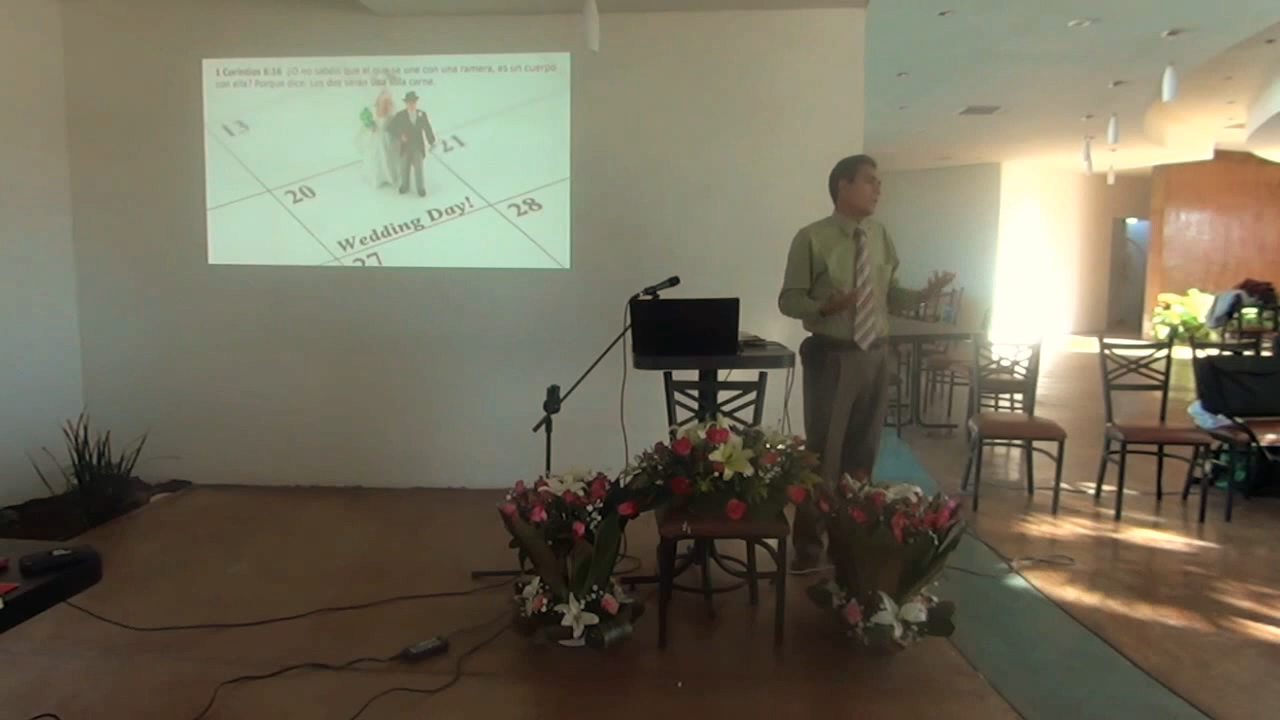 1 Corintios 6:16 ¿O no sabéis que el que se une con una ramera, es un cuerpo
con ella? Porque dice: Los dos serán una sola carne.
13
21
20
28
Wedding Day!
27